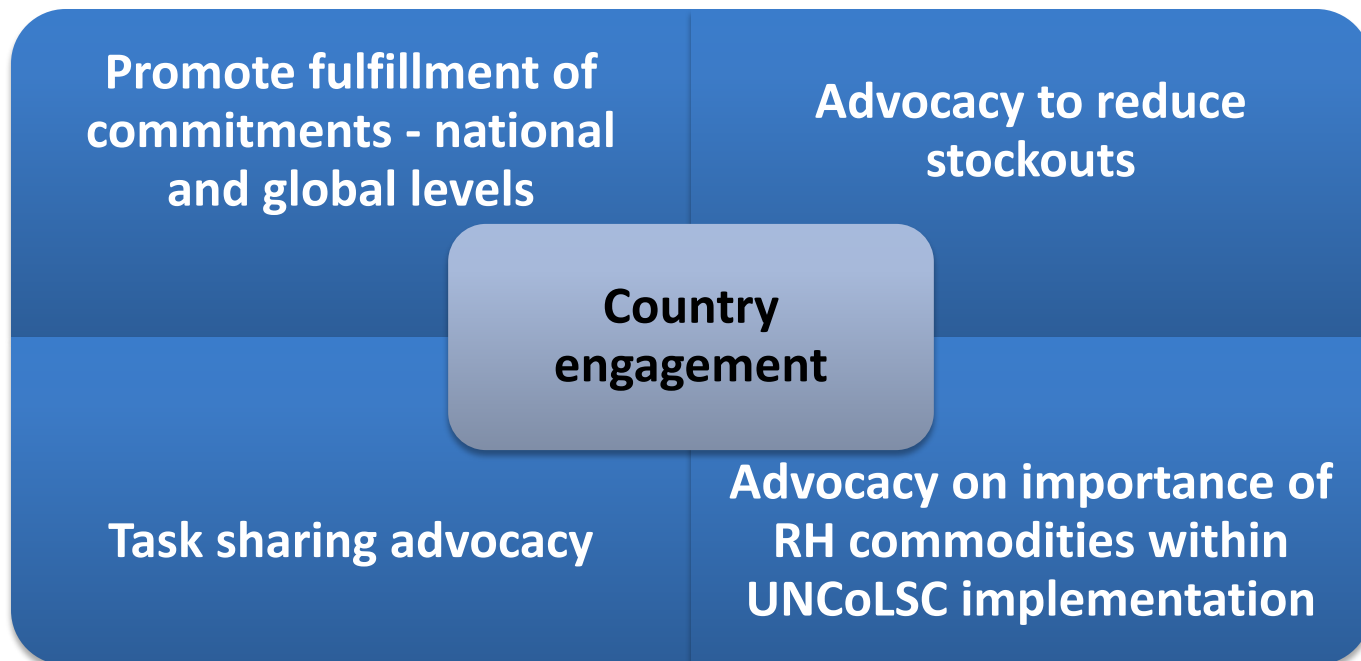 Promote fulfillment of
commitments - national
and global levels
Advocacy to reduce
stockouts
Country
engagement
Task sharing advocacy
Advocacy on importance of
RH commodities within
UNCoLSC implementation